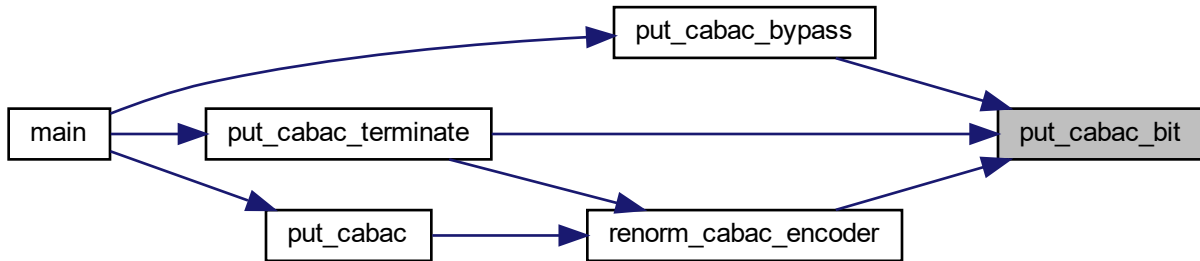 put_cabac_bypass
main
put_cabac_terminate
put_cabac_bit
put_cabac
renorm_cabac_encoder